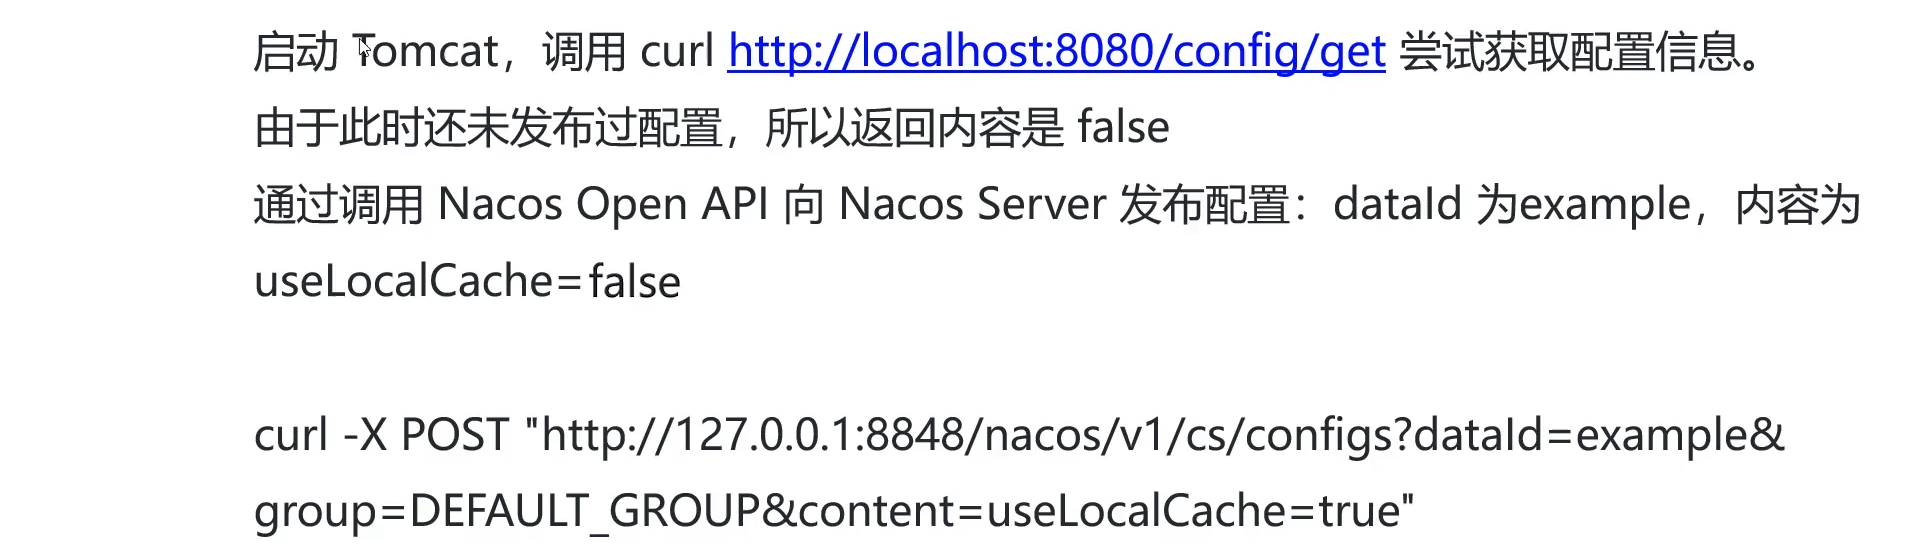 启动 Tomcat，调用 curl http://localhost:8080/config/get 尝试获取配置信息。
由于此时还未发布过配置，所以返回内容是 false
通过调用 Nacos Open API 向 Nacos Server 发布配置：dataId 为example，内容为
useLocalCache=false
curl -X POST "http://127.0.0.1:8848/nacos/v1/cs/configs?dataId=example&
group=DEFAULT_GROUP&content=useLocalCache=true"